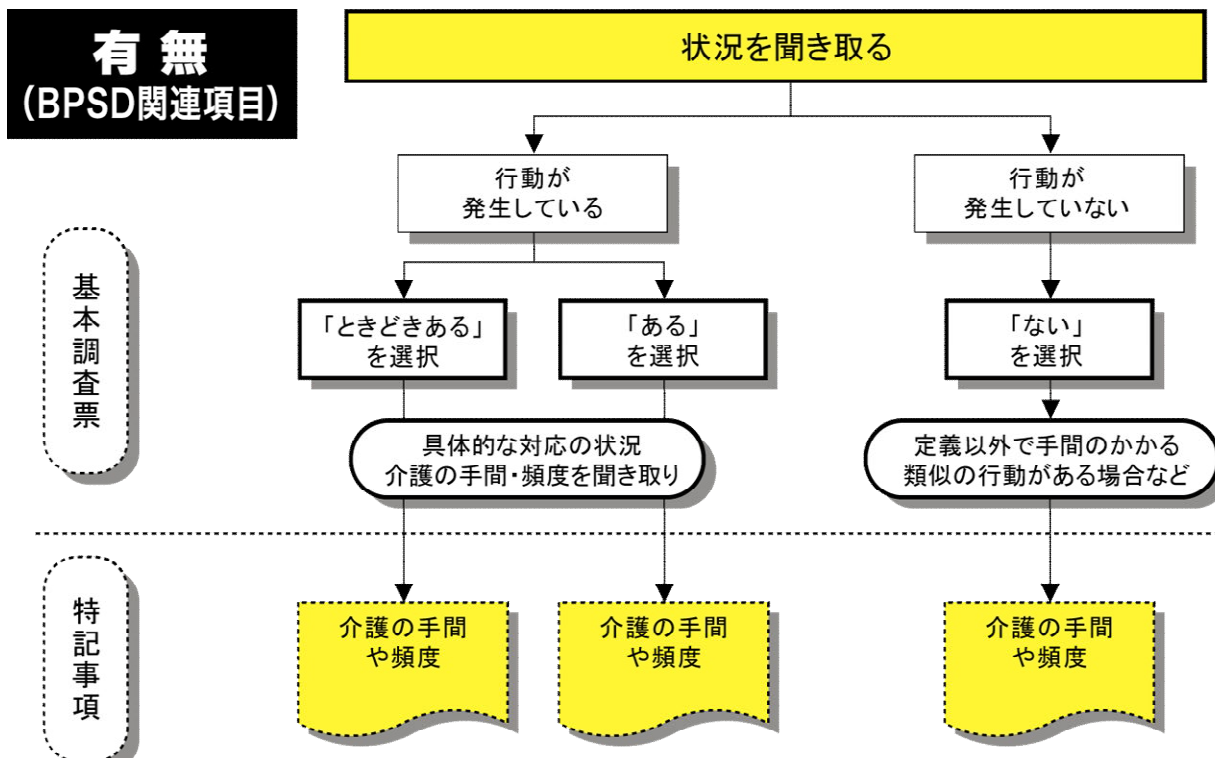 有無
(BPSD関連項目)
状況を聞き取る
行動が
発生している
行動が
発生していない
基本調査票
「ときどきある」
を選択
「ある」
を選択
「ない」
を選択
具体的な対応の状況
介護の手間・頻度を聞き取り
定義以外で手間のかかる
類似の行動がある場合など
特記事項
介護の手間
や頻度
介護の手間
や頻度
介護の手間
や頻度